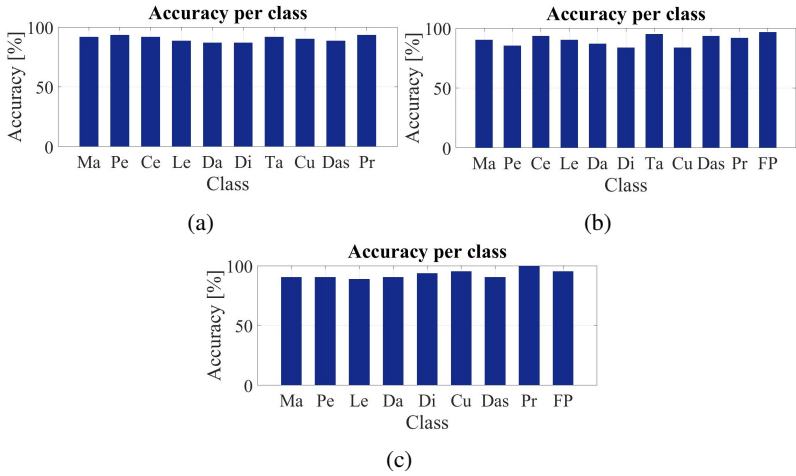 Accuracy per class
Accuracy [%]
100
50
0
Ma Pe Ce Le Da Di Ta Cu Das Pr
Class
(a)
Accuracy per class
Accuracy [%]
100
50
0
Ma Pe Ce Le Da Di Ta Cu Das Pr FP
Class
(b)
Accuracy per class
Accuracy [%]
100
50
0
Ma Pe Le Da Di Cu Das Pr FP
Class
(c)